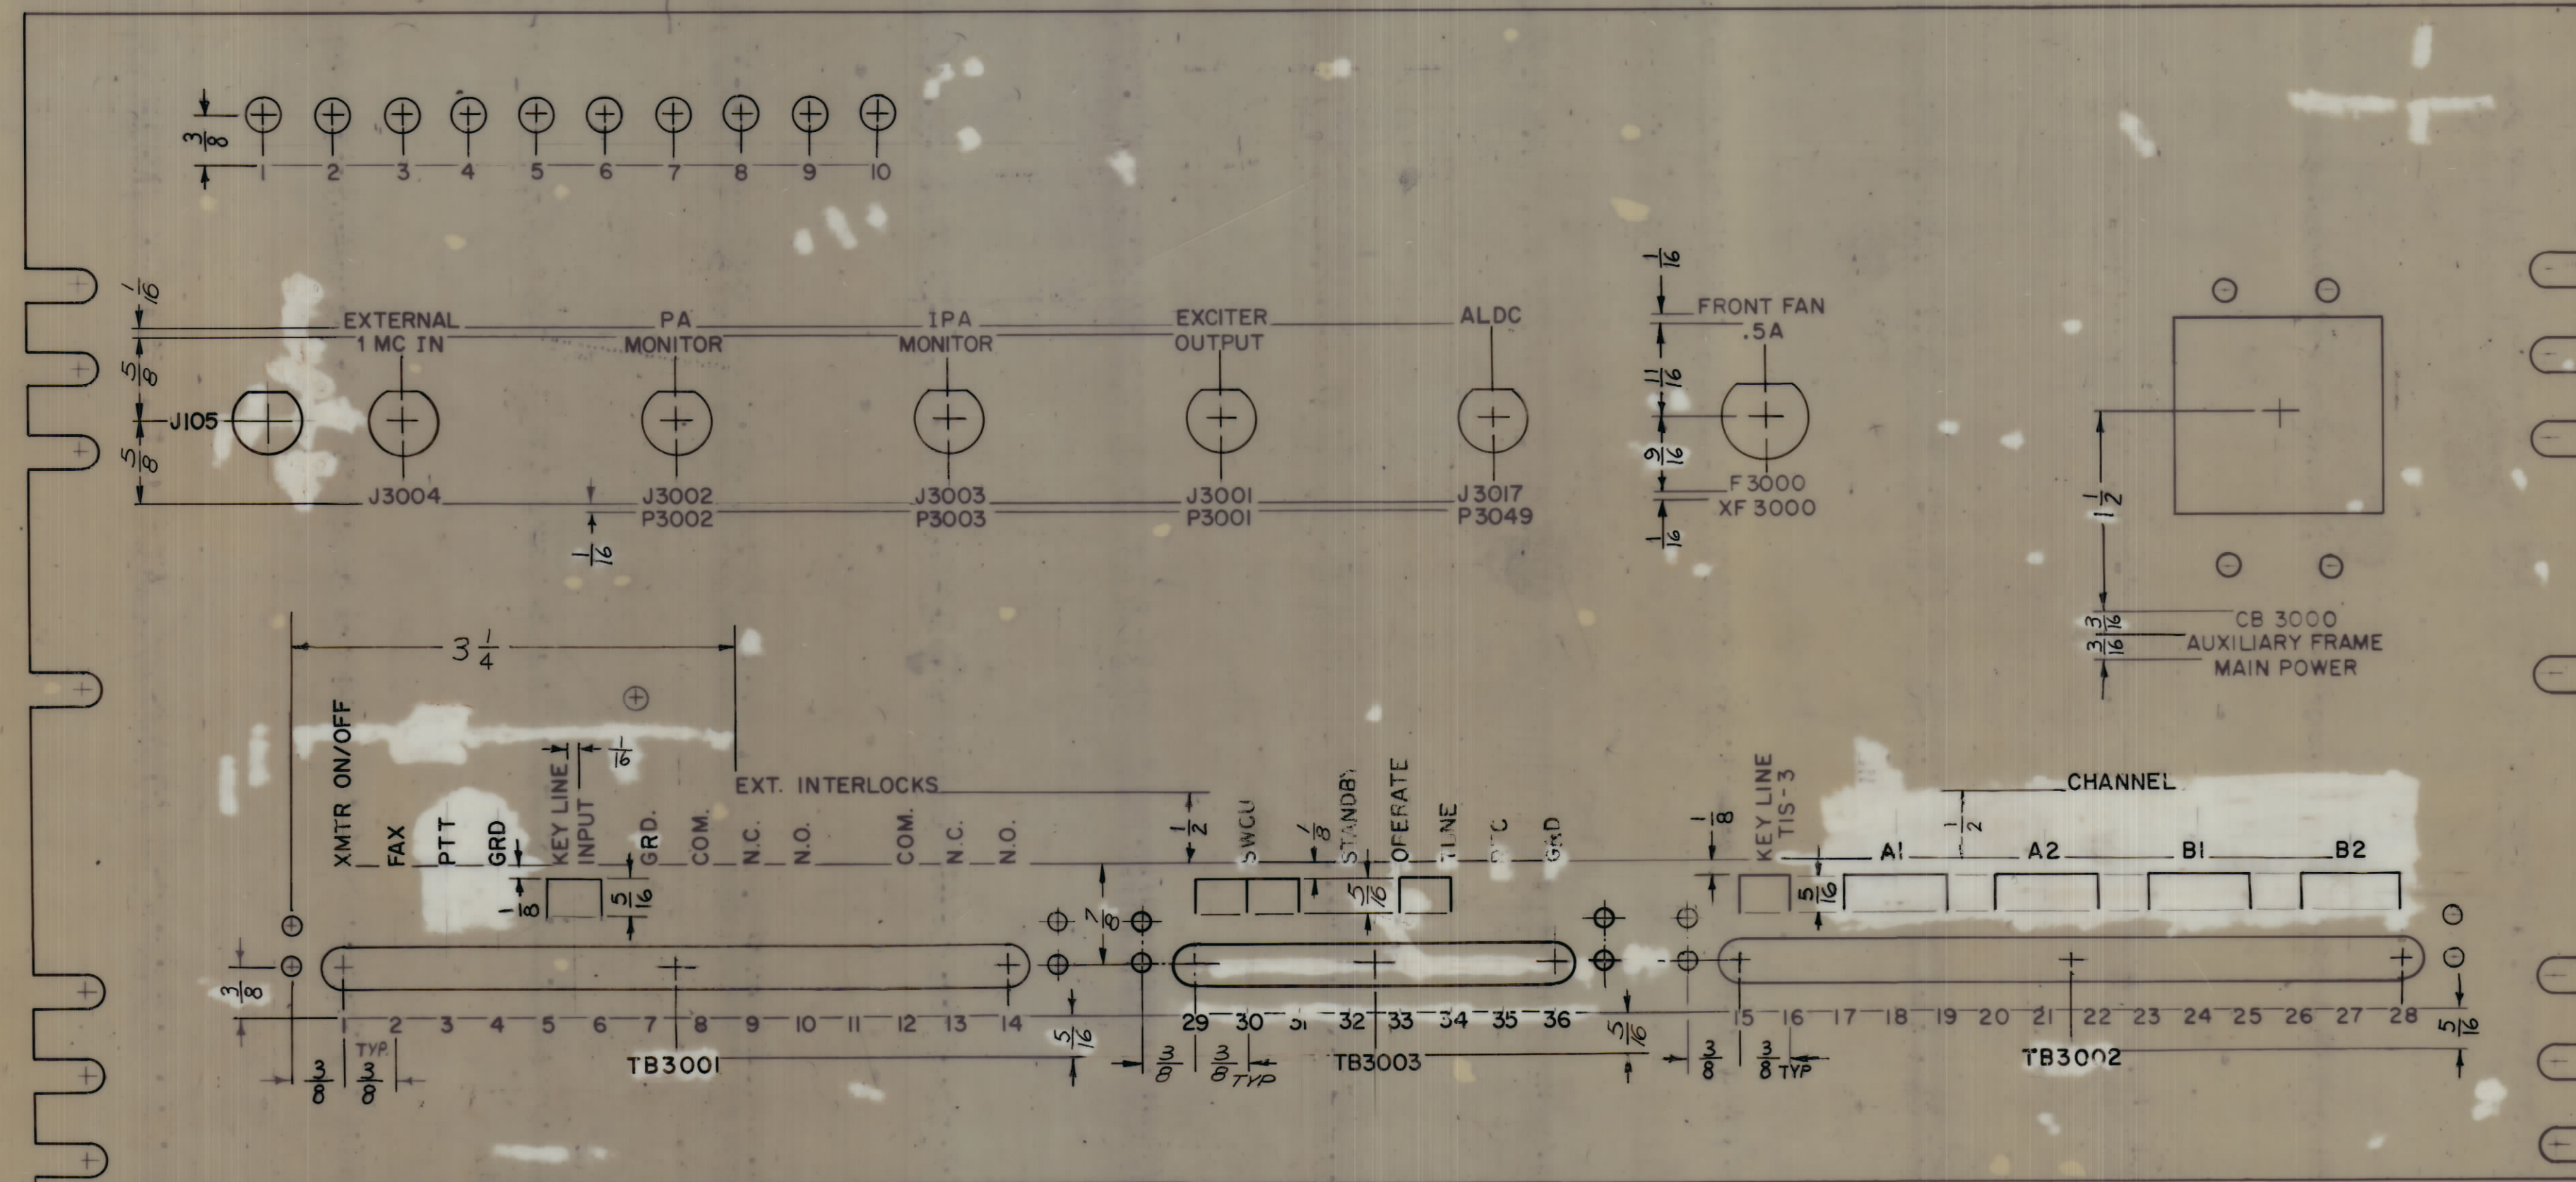 3/8
1 2 3 4 5 6 7 8 9 10
1/16
1/16
EXTERNAL PA IPA EXCITER ALDC FRONT FAN
1 MC IN MONITOR MONITOR OUTPUT .5A
5/8
11/16
J105
5/8
9/16
1 1/2
J3004 J3002 J3003 J3001 J3017 F3000
P3002 P3003 P3001 P3049 XF3000
1/16
1/16
3/16 CB 3000
3/16 AUXILIARY FRAME
MAIN POWER
3 1/4
1/16
EXT. INTERLOCKS
CHANNEL
XMTR ON/OFF
FAX
PTT
GRD
KEY LINE
INPUT
GRD.
COM.
N.C.
N.O.
COM.
N.C.
N.O.
1/2
SWCU
1/8
STANDBY
OPERATE
GRD
1/8
KEY LINE
TIS-3
1/2
A1 A2 B1 B2
1/8
5/16
7/8
5/16
5/16
3/8
1 2 3 4 5 6 7 8 9 10 11 12 13 14
5/16
29 30 31 32 33 34 35 36
5/16
15 16 17 18 19 20 21 22 23 24 25 26 27 28
5/16
TYP.
3/8 3/8
TB3001
3/8 3/8 TYP
TB3003
3/8 3/8 TYP
TB3002